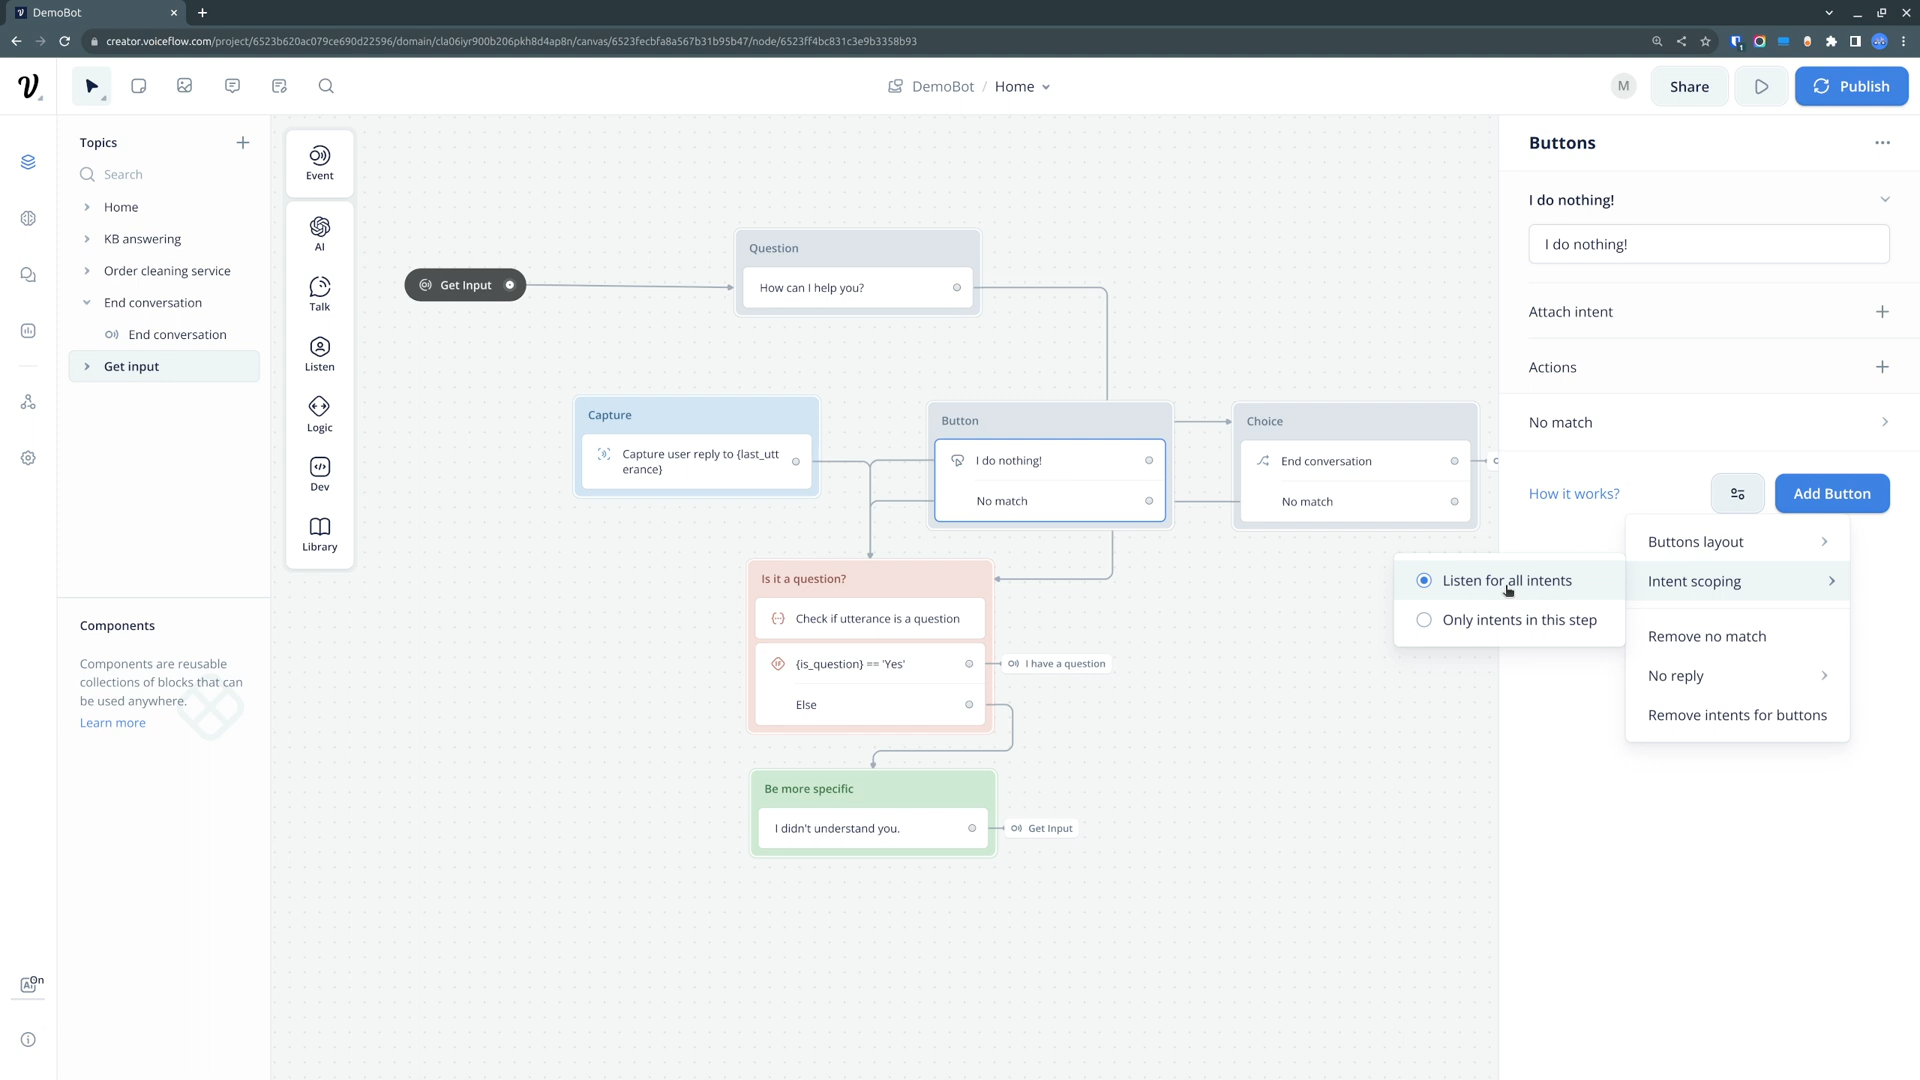 DemoBot
creator.voiceflow.com/project/6523b620ac079ce690d22596/domain/cla06iyr900b206pkh8d4ap8n/canvas/6523fecbfa8a567b31b95b47/node/6523ff4bc831c3e9b3358b93
DemoBot / Home
M
Share
Publish
Topics
Search
Home
KB answering
Order cleaning service
End conversation
End conversation
Get input
Components
Components are reusable
collections of blocks that can
be used anywhere.
Learn more
On
Event
AI
Talk
Listen
Logic
Dev
Library
Get Input
Question
How can I help you?
Capture
Capture user reply to {last_utt
erance}
Button
I do nothing!
No match
Choice
End conversation
No match
Is it a question?
Check if utterance is a question
{is_question} == 'Yes'
I have a question
Else
Be more specific
I didn't understand you.
Get Input
Buttons
I do nothing!
I do nothing!
Attach intent
Actions
No match
How it works?
Add Button
Buttons layout
Intent scoping
Listen for all intents
Only intents in this step
Remove no match
No reply
Remove intents for buttons